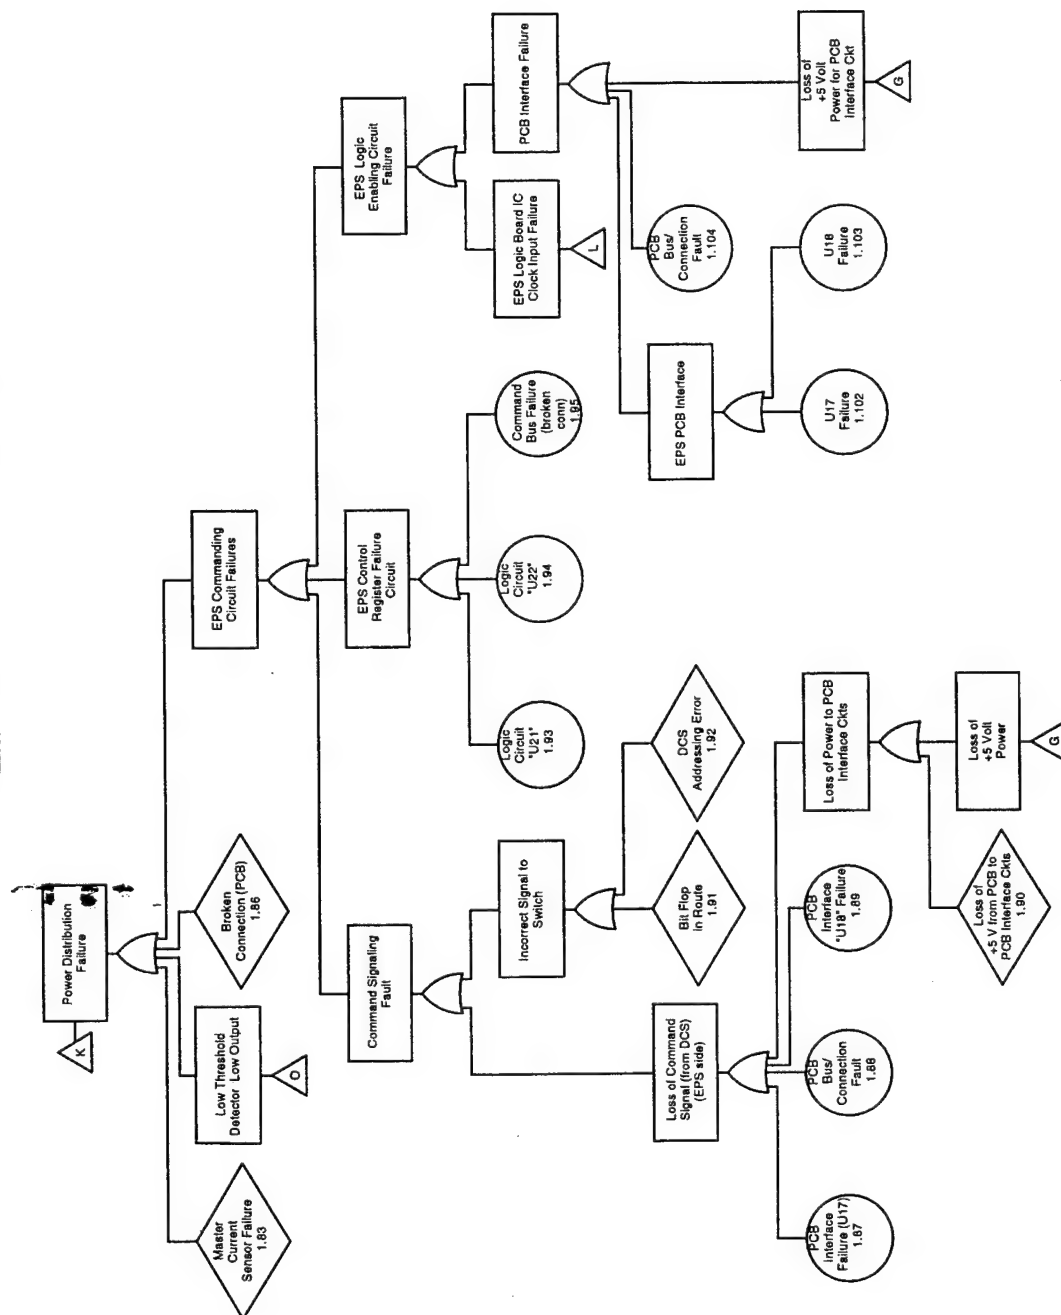 Power Distribution
Failure
K
Master
Current
Sensor Failure
1.83
Low Threshold
Detector Low Output
O
Broken
Connection (PCB)
1.86
EPS Commanding
Circuit Failures
Command Signaling
Fault
EPS Control
Register Failure
Circuit
EPS Logic
Enabling Circuit
Failure
Loss of Command
Signal (from DCS)
(EPS side)
Incorrect Signal to
Switch
Logic
Circuit
"U21"
1.93
Logic
Circuit
"U22"
1.94
Command
Bus Failure
(broken
conn)
1.95
EPS Logic Board IC
Clock Input Failure
L
PCB Interface Failure
Bit Flop
in Route
1.91
DCS
Addressing Error
1.92
EPS PCB Interface
PCB
Bus/
Connection
Fault
1.104
Loss of
+5 Volt
Power for PCB
Interface Ckt
G
PCB
Interface
Failure (U17)
1.87
PCB
Bus/
Connection
Fault
1.88
PCB
Interface
"U18" Failure
1.89
Loss of Power to PCB
Interface Ckts
U17
Failure
1.102
U18
Failure
1.103
Loss of
+5 V from PCB to
PCB Interface Ckts
1.90
Loss of
+5 Volt
Power
G